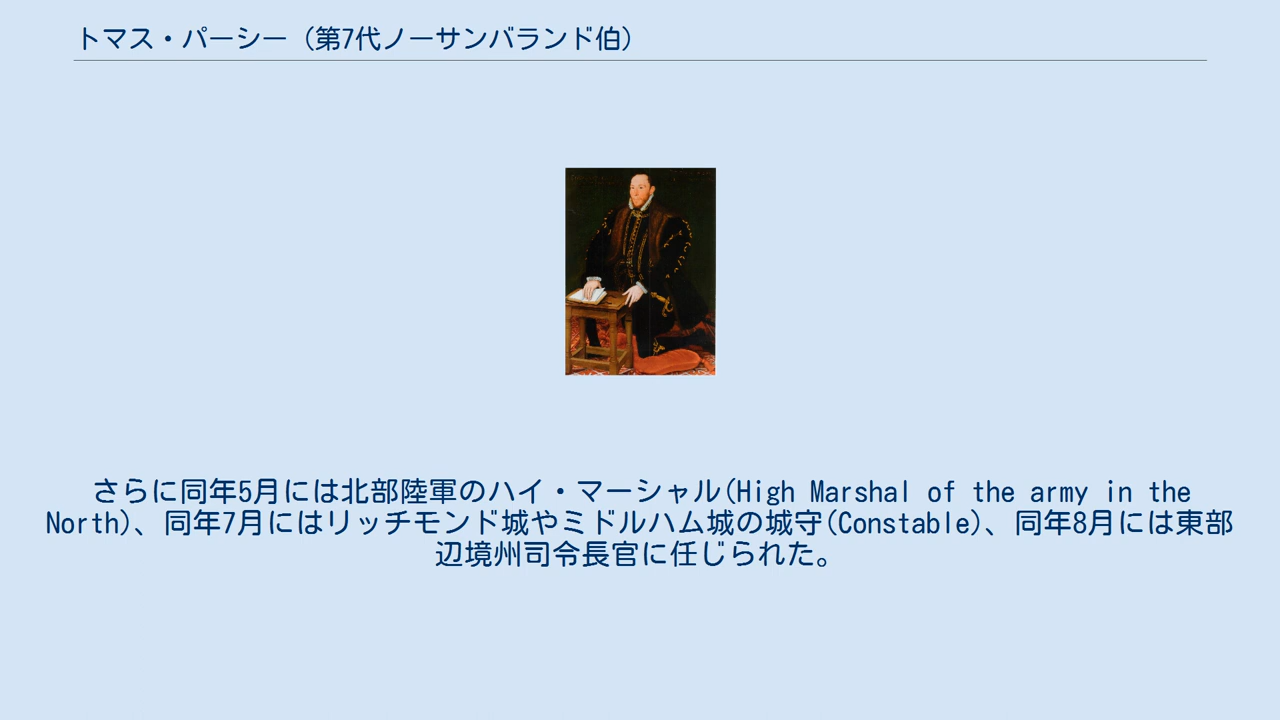 トマス・パーシー (第7代ノーサンバランド伯)
さらに同年5月には北部陸軍のハイ・マーシャル(High Marshal of the army in the
North)、同年7月にはリッチモンド城やミドルハム城の城守(Constable)、同年8月には東部
辺境州司令長官に任じられた。